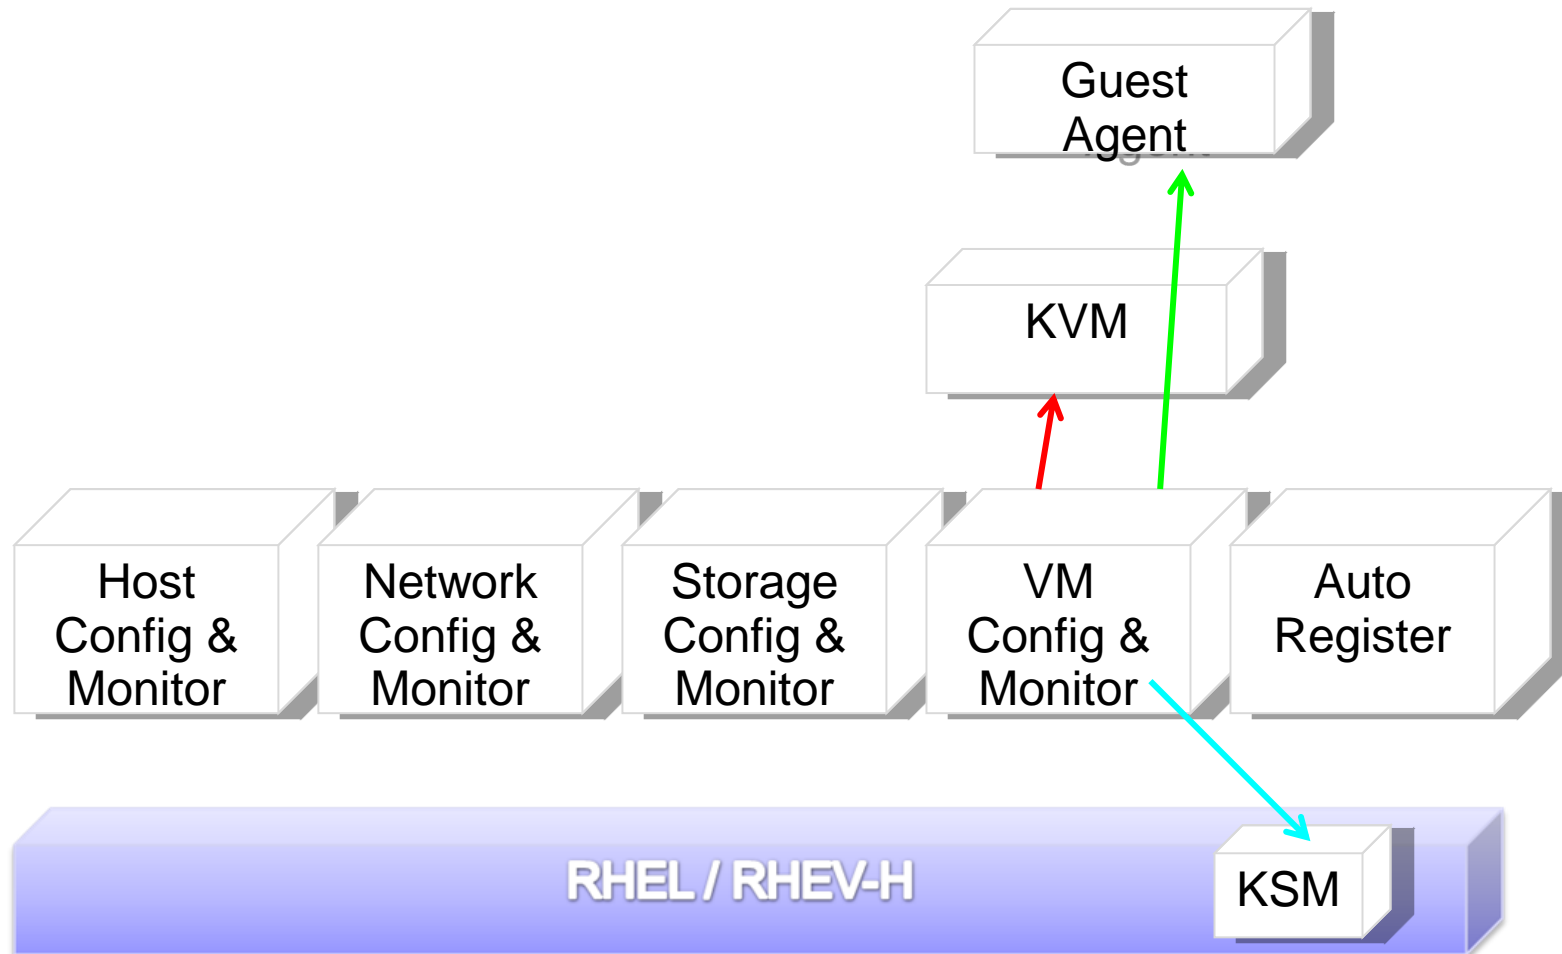 Guest
Agent
KVM
Host
Config &
Monitor
Network
Config &
Monitor
Storage
Config &
Monitor
VM
Config &
Monitor
Auto
Register
RHEL / RHEV-H
KSM